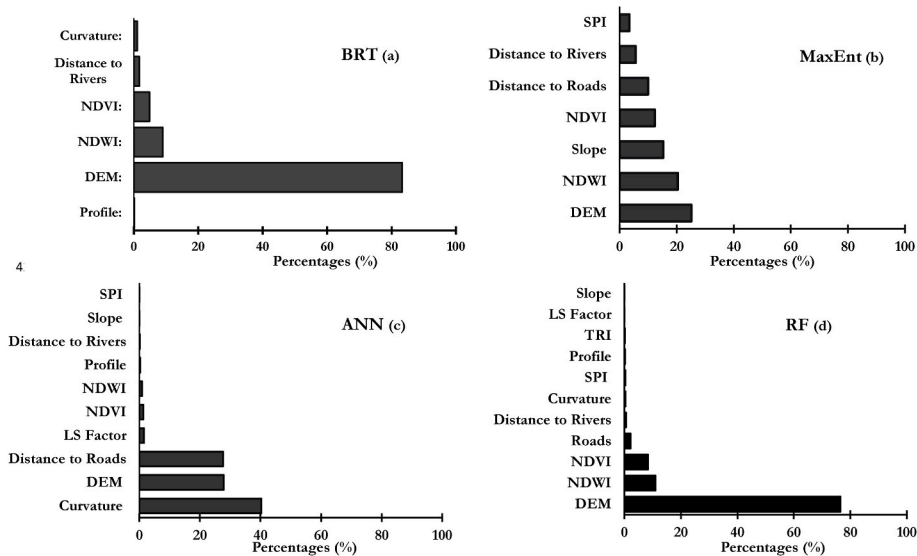 BRT (a)
Curvature:
Distance to
Rivers
NDVI:
NDWI:
DEM:
Profile:
0 20 40 60 80 100
Percentages (%)
MaxEnt (b)
SPI
Distance to Rivers
Distance to Roads
NDVI
Slope
NDWI
DEM
0 20 40 60 80 100
Percentages (%)
4:
ANN (c)
SPI
Slope
Distance to Rivers
Profile
NDWI
NDVI
LS Factor
Distance to Roads
DEM
Curvature
0 20 40 60 80 100
Percentages (%)
RF (d)
Slope
LS Factor
TRI
Profile
SPI
Curvature
Distance to Rivers
Roads
NDVI
NDWI
DEM
0 20 40 60 80 100
Percentages (%)